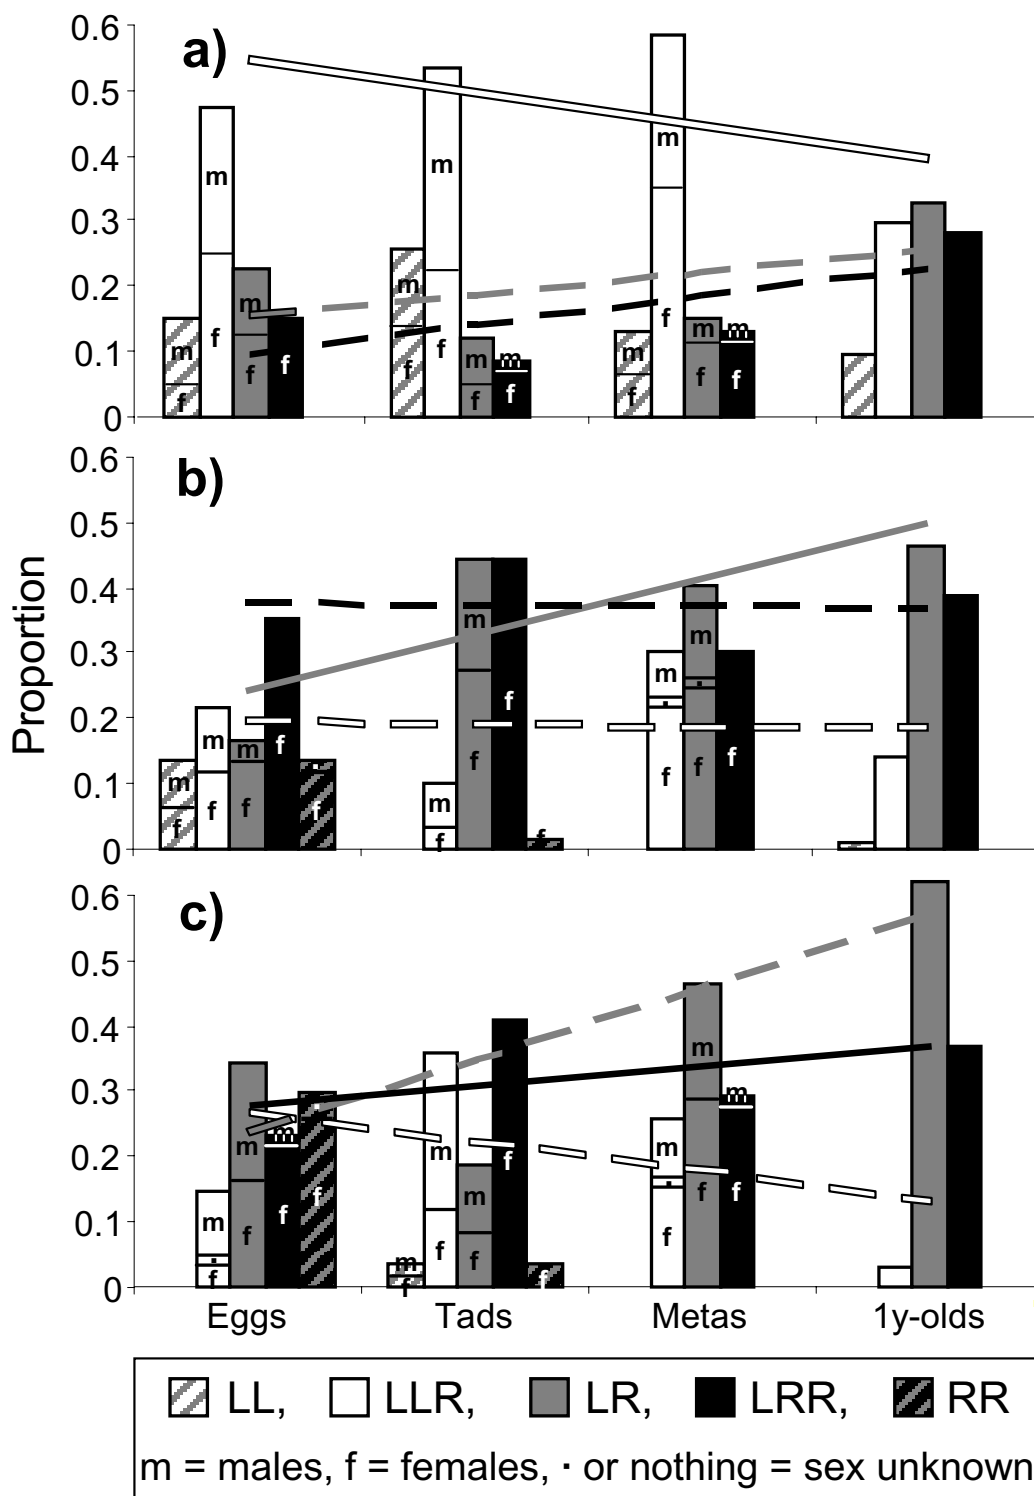 a)
0.6
0.5
0.4
0.3
0.2
0.1
0
m
f
m
f
m
f
f
m
f
m
f
m
f
m
f
m
f
m
f
m
f
m
f
b)
0.6
0.5
0.4
0.3
0.2
0.1
0
m
f
m
f
m
f
f
f
m
f
m
f
f
f
m
f
m
f
f
c)
0.6
0.5
0.4
0.3
0.2
0.1
0
m
f
m
f
m
f
f
m
f
m
f
m
f
f
f
m
f
m
f
m
f
Proportion
Eggs Tads Metas 1y-olds
LL, LLR, LR, LRR, RR
m = males, f = females, · or nothing = sex unknown